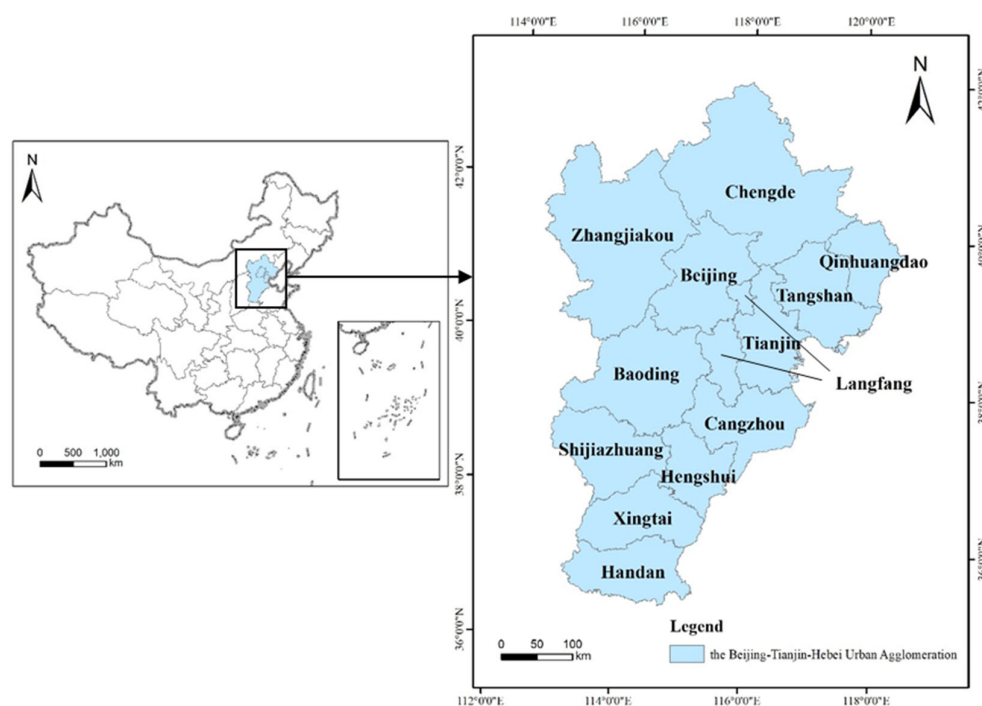 114°0'0"E 116°0'0"E 118°0'0"E 120°0'0"E
N
N
42°0'0"N
40°0'0"N
38°0'0"N
36°0'0"N
0 500 1,000
km
Chengde
Zhangjiakou
Qinhuangdao
Beijing
Tangshan
Tianjin
Baoding
Langfang
Cangzhou
Shijiazhuang
Hengshui
Xingtai
Handan
Legend
0 50 100
km
the Beijing-Tianjin-Hebei Urban Agglomeration
112°0'0"E 114°0'0"E 116°0'0"E 118°0'0"E